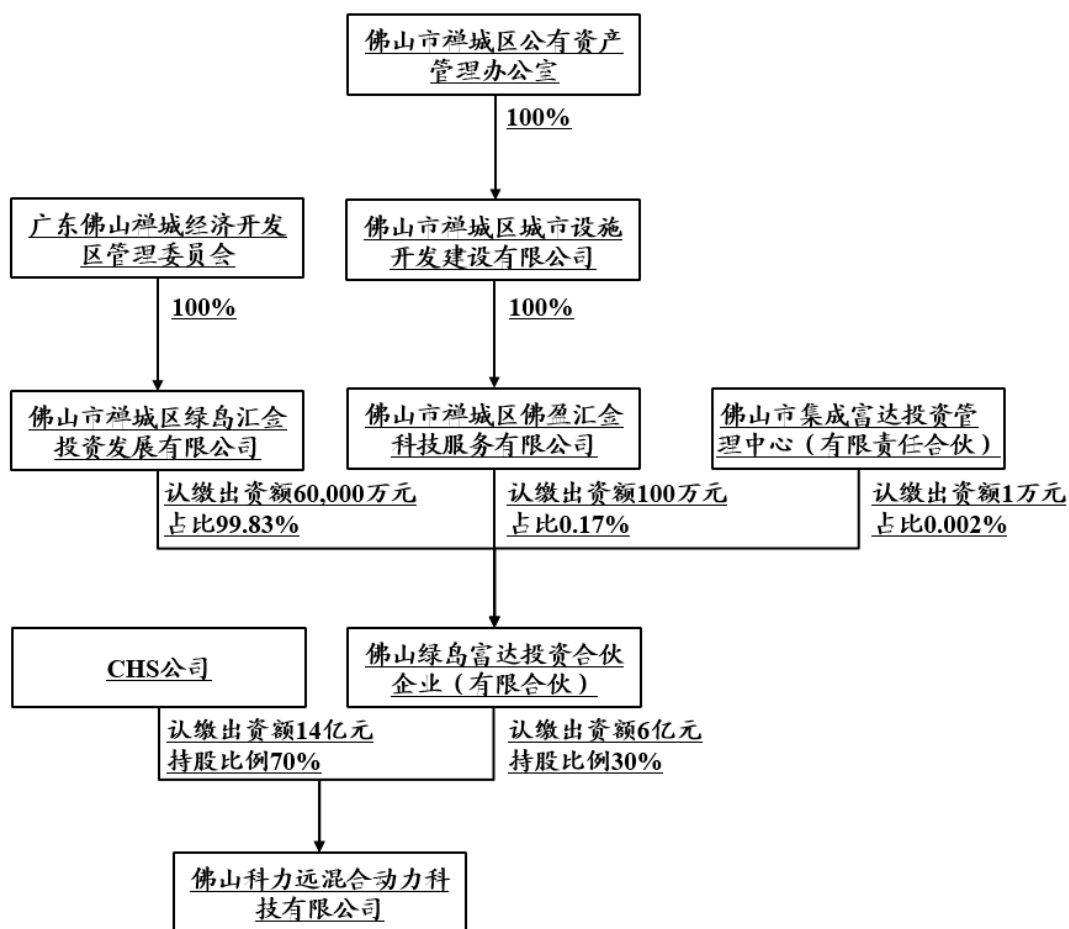 佛山市禅城区公有资产
管理办公室
100%
广东佛山禅城经济开发
区管理委员会
佛山市禅城区城市设施
开发建设有限公司
100%
100%
佛山市禅城区绿岛汇金
投资发展有限公司
佛山市禅城区佛盈汇金
科技服务有限公司
佛山市集成富达投资管
理中心（有限责任合伙）
认缴出资额60,000万元
占比99.83%
认缴出资额100万元
占比0.17%
认缴出资额1万元
占比0.002%
CHS公司
佛山绿岛富达投资合伙
企业（有限合伙）
认缴出资额14亿元
持股比例70%
认缴出资额6亿元
持股比例30%
佛山科力远混合动力科
技有限公司